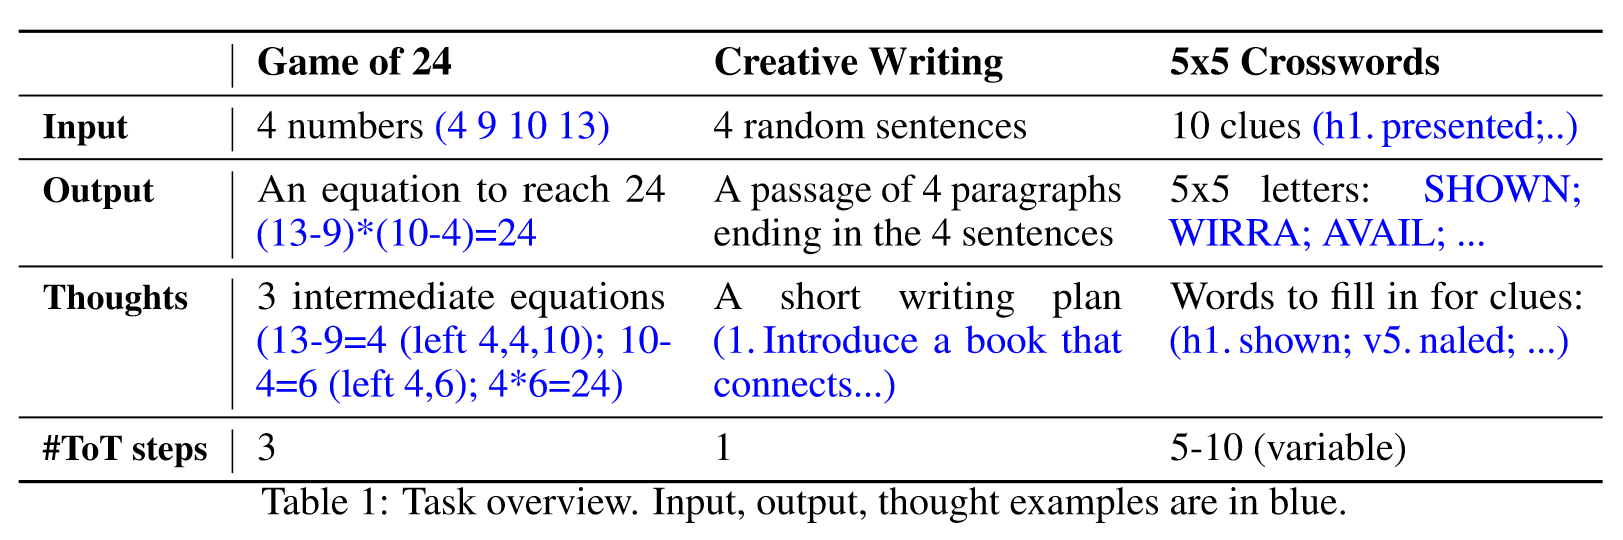 Game of 24 Creative Writing 5x5 Crosswords
Input 4 numbers (4 9 10 13) 4 random sentences 10 clues (h1. presented;..)
Output An equation to reach 24 A passage of 4 paragraphs 5x5 letters: SHOWN;
(13-9)*(10-4)=24 ending in the 4 sentences WIRRA; AVAIL; ...
Thoughts 3 intermediate equations A short writing plan Words to fill in for clues:
(13-9=4 (left 4,4,10); 10- (1. Introduce a book that (h1. shown; v5. naled; ...)
4=6 (left 4,6); 4*6=24) connects...)
#ToT steps 3 1 5-10 (variable)
Table 1: Task overview. Input, output, thought examples are in blue.